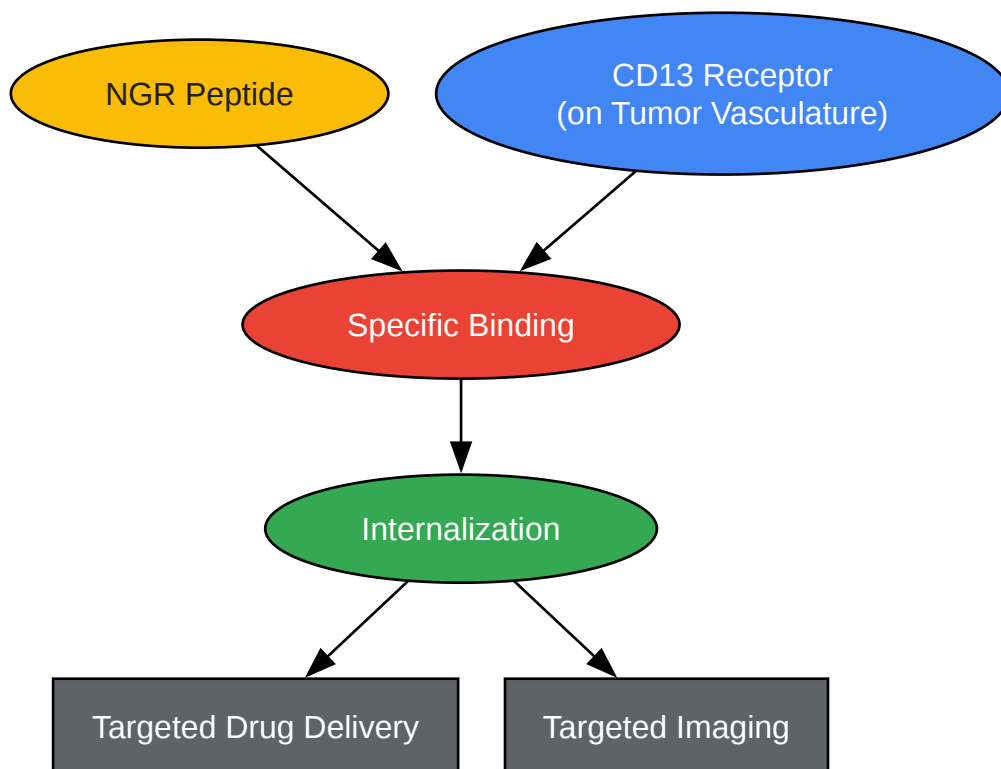 NGR Peptide
CD13 Receptor
(on Tumor Vasculature)
Specific Binding
Internalization
Targeted Drug Delivery
Targeted Imaging